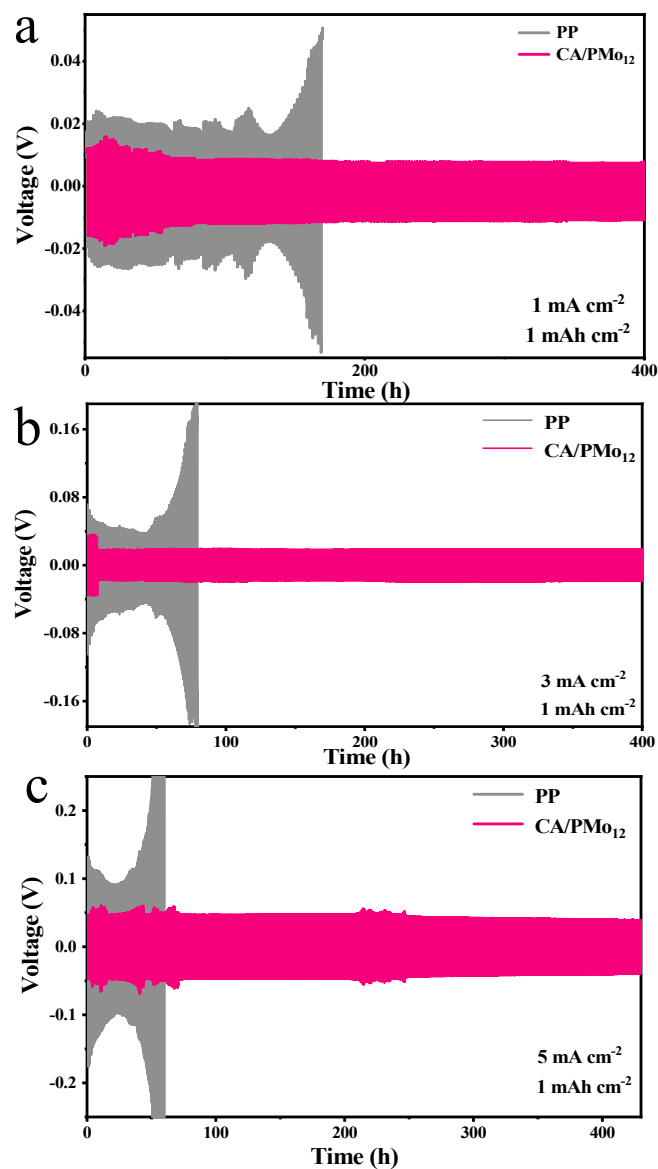 a
PP
CA/PMo₁₂
0.04
0.02
0.00
-0.02
-0.04
Voltage (V)
1 mA cm⁻²
1 mAh cm⁻²
0
200
400
Time (h)
b
PP
CA/PMo₁₂
0.16
0.08
0.00
-0.08
-0.16
Voltage (V)
3 mA cm⁻²
1 mAh cm⁻²
0
100
200
300
400
Time (h)
c
PP
CA/PMo₁₂
0.2
0.1
0.0
-0.1
-0.2
Voltage (V)
5 mA cm⁻²
1 mAh cm⁻²
0
100
200
300
400
Time (h)